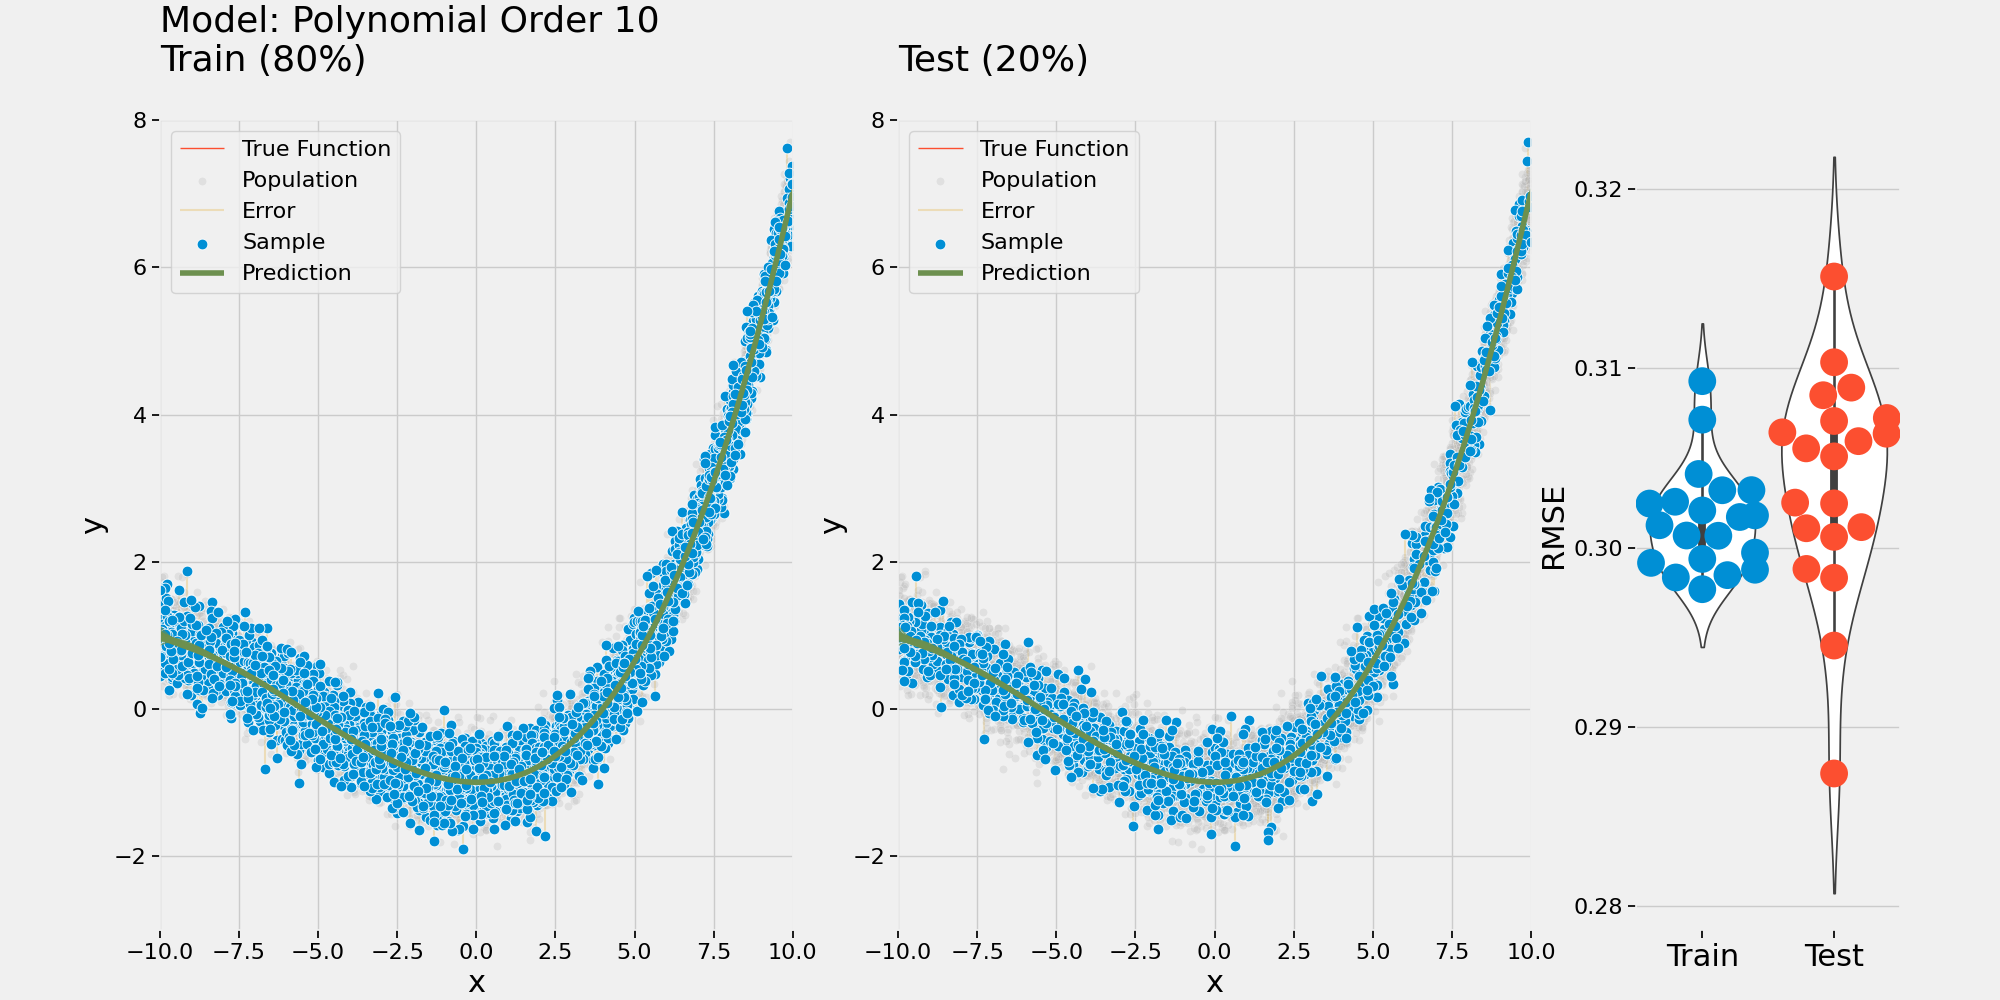 Model: Polynomial Order 10
Train (80%)
Test (20%)
8
6
4
2
0
−2
y
True Function
Population
Error
Sample
Prediction
−10.0 −7.5 −5.0 −2.5 0.0 2.5 5.0 7.5 10.0
x
8
6
4
2
0
−2
y
True Function
Population
Error
Sample
Prediction
−10.0 −7.5 −5.0 −2.5 0.0 2.5 5.0 7.5 10.0
x
0.32
0.31
0.30
0.29
0.28
RMSE
Train Test